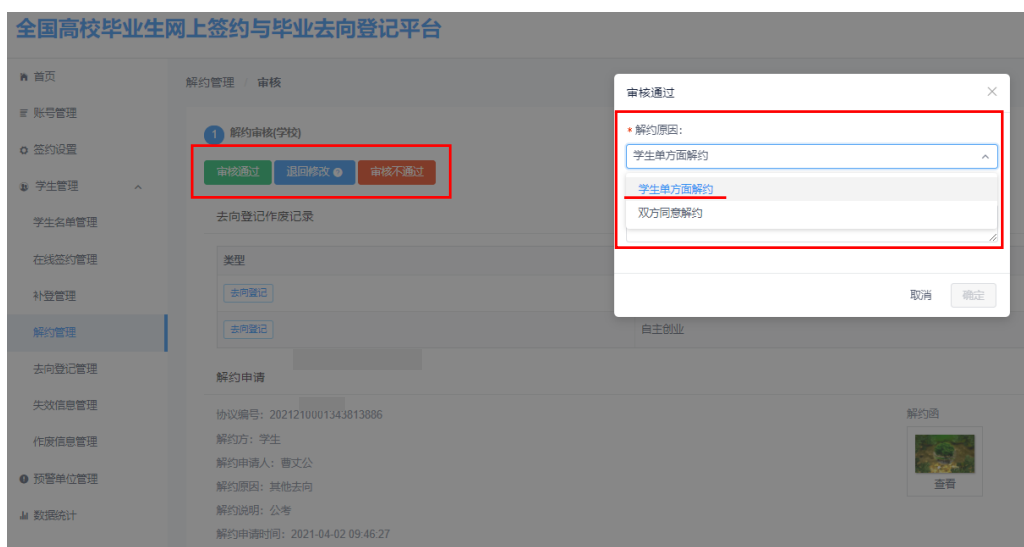 全国高校毕业生网上签约与毕业去向登记平台
首页
账号管理
签约设置
学生管理
学生名单管理
在线签约管理
补登管理
解约管理
去向登记管理
失效信息管理
作废信息管理
预警单位管理
数据统计
解约管理 / 审核
1 解约审核(学校)
审核通过 退回修改 审核不通过
去向登记作废记录
类型
去向登记
去向登记 自主创业
解约申请
协议编号：2021210001343813886
解约方：学生
解约申请人：曹丈公
解约原因：其他去向
解约说明：公考
解约申请时间：2021-04-02 09:46:27
解约函
查看
审核通过
* 解约原因：
学生单方面解约
学生单方面解约
双方同意解约
取消 确定